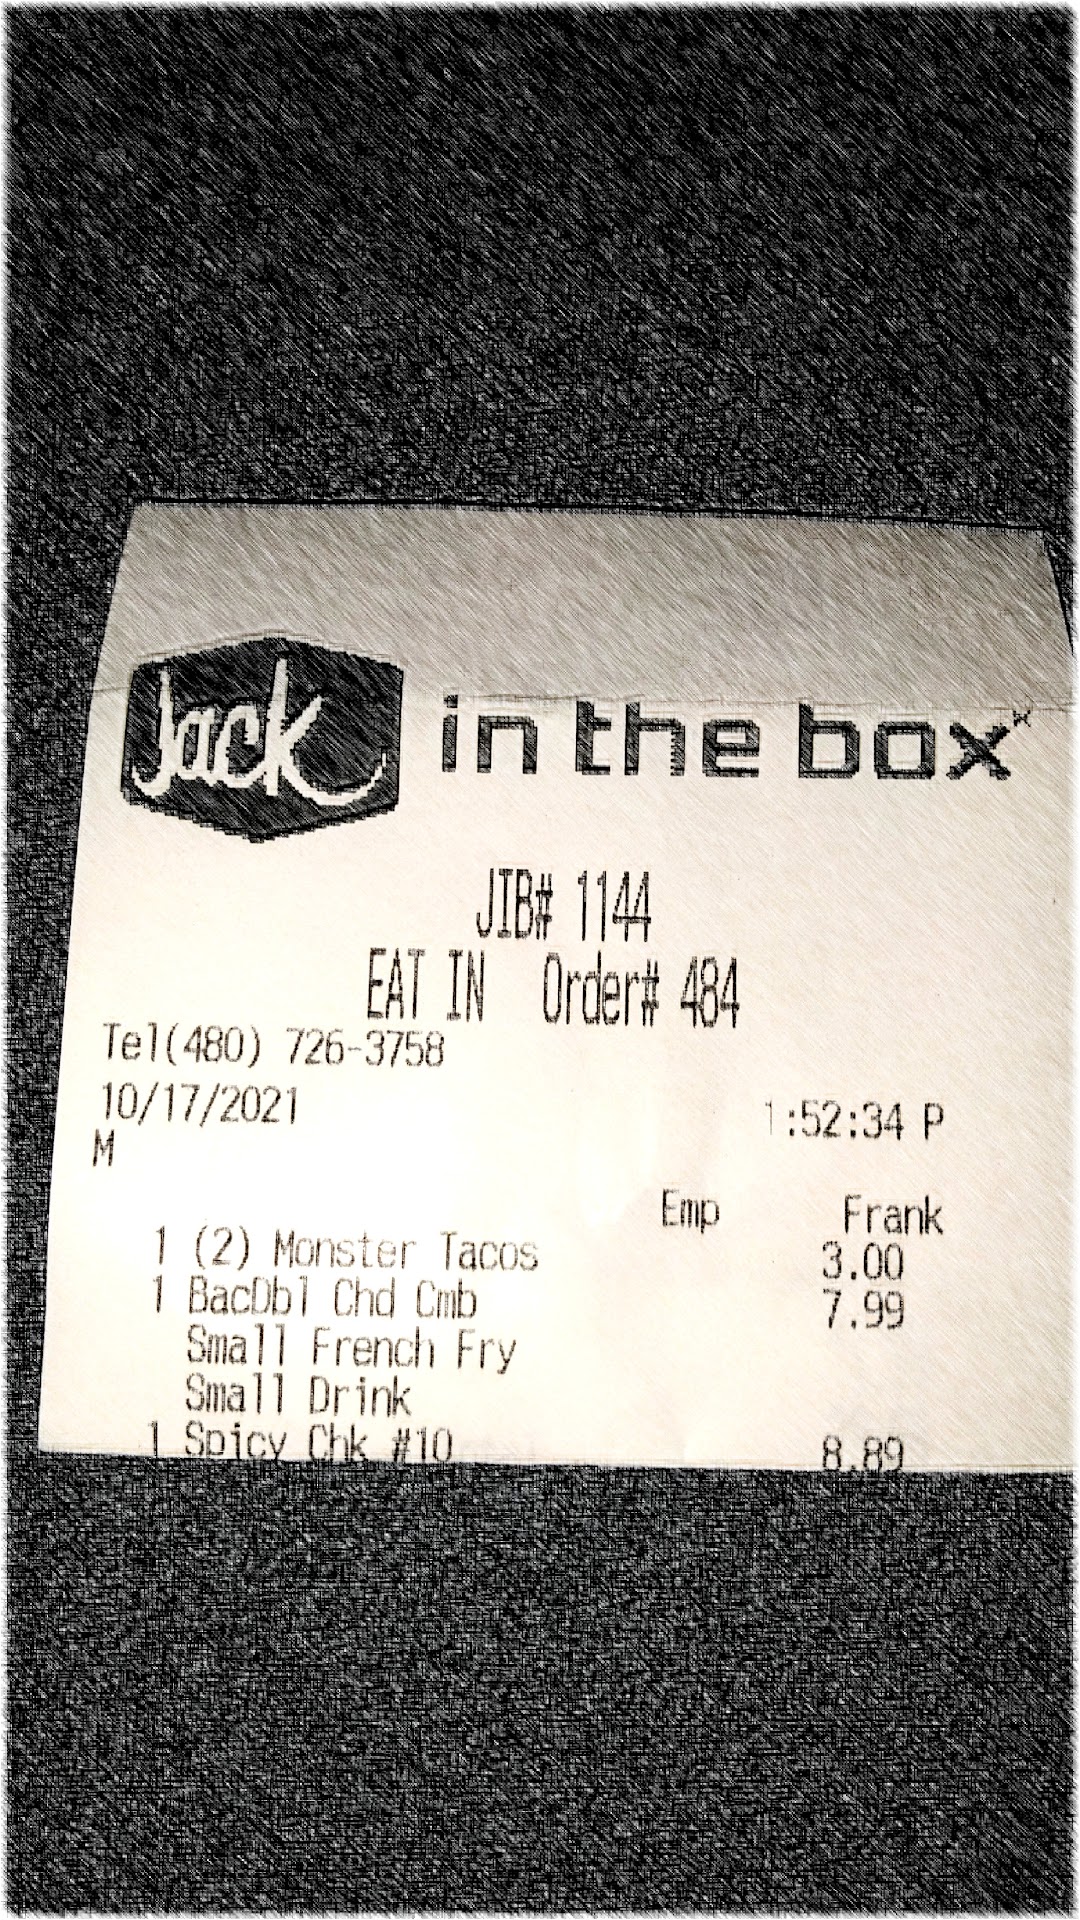 Jack in the box
JIB# 1144
EAT IN Order# 484
Tel(480) 726-3758
10/17/2021 1:52:34 P
M
Emp Frank
1 (2) Monster Tacos 3.00
1 BacDbl Chd Cmb 7.99
Small French Fry
Small Drink
1 Spicy Chk #10 8.89